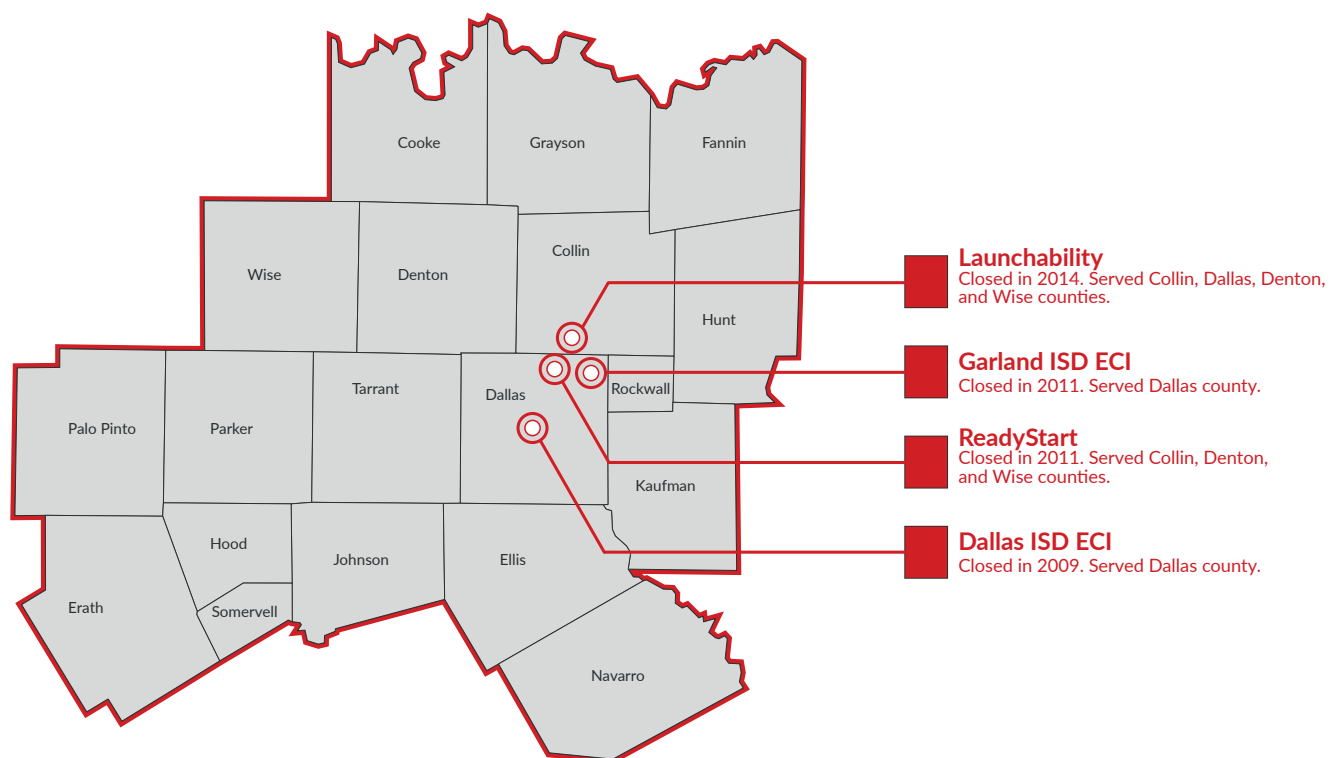 Cooke
Grayson
Fannin
Wise
Denton
Collin
Hunt
Palo Pinto
Parker
Tarrant
Dallas
Rockwall
Kaufman
Erath
Hood
Somervell
Johnson
Ellis
Navarro
Launchability
Closed in 2014. Served Collin, Dallas, Denton,
and Wise counties.
Garland ISD ECI
Closed in 2011. Served Dallas county.
ReadyStart
Closed in 2011. Served Collin, Denton,
and Wise counties.
Dallas ISD ECI
Closed in 2009. Served Dallas county.